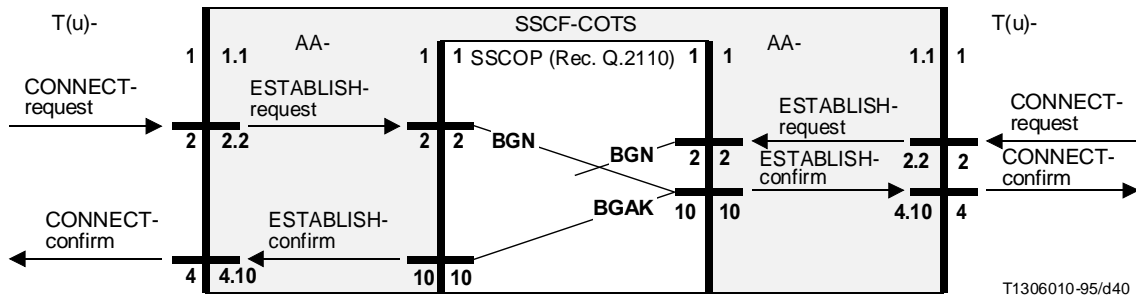 T(u)-
SSCF-COTS
T(u)-
1
1.1
AA-
1
1
SSCOP (Rec. Q.2110)
1
1
AA-
1.1
1
CONNECT-
request
ESTABLISH-
request
ESTABLISH-
request
CONNECT-
request
2
2.2
2
2
BGN
BGN
2
2
2.2
2
ESTABLISH-
confirm
CONNECT-
confirm
CONNECT-
confirm
ESTABLISH-
confirm
BGAK
10
10
4.10
4
4
4.10
10
10
T1306010-95/d40